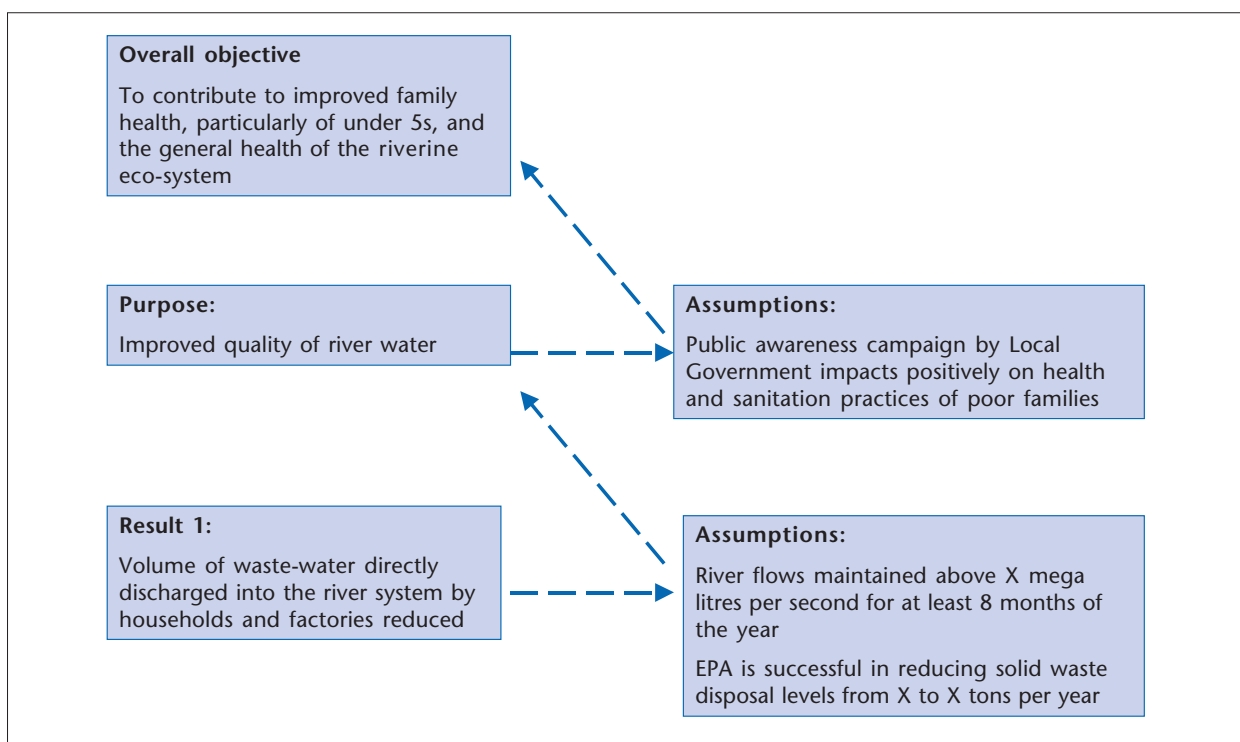 Overall objective
To contribute to improved family
health, particularly of under 5s, and
the general health of the riverine
eco-system
Purpose:
Improved quality of river water
Assumptions:
Public awareness campaign by Local
Government impacts positively on health
and sanitation practices of poor families
Result 1:
Volume of waste-water directly
discharged into the river system by
households and factories reduced
Assumptions:
River flows maintained above X mega
litres per second for at least 8 months of
the year
EPA is successful in reducing solid waste
disposal levels from X to X tons per year